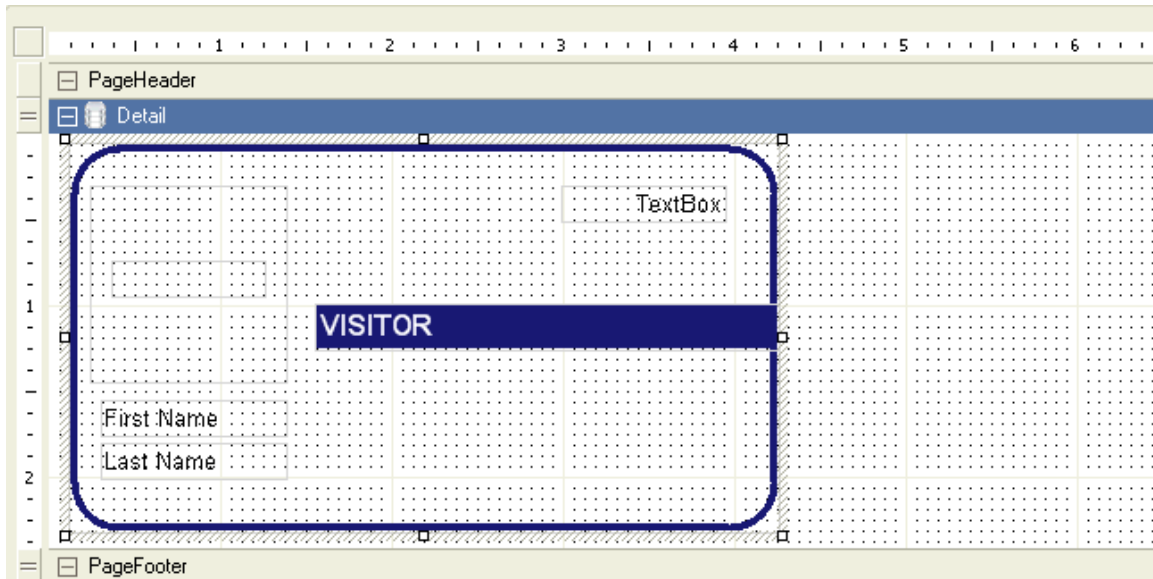 1 2 3 4 5 6
PageHeader
Detail
TextBox
1
VISITOR
First Name
Last Name
2
PageFooter